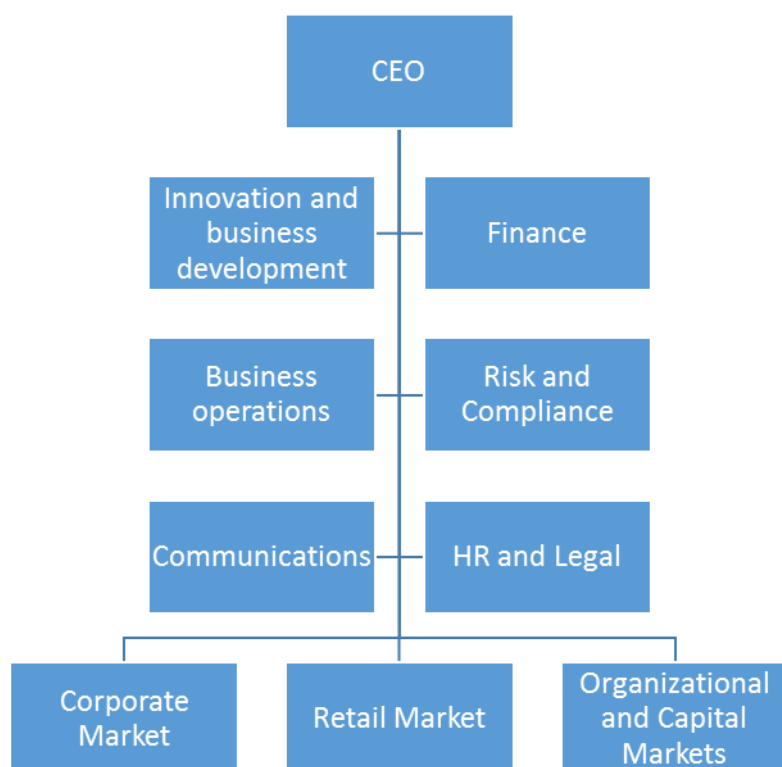 CEO
Innovation and
business
development
Finance
Business
operations
Risk and
Compliance
Communications
HR and Legal
Corporate
Market
Retail Market
Organizational
and Capital
Markets